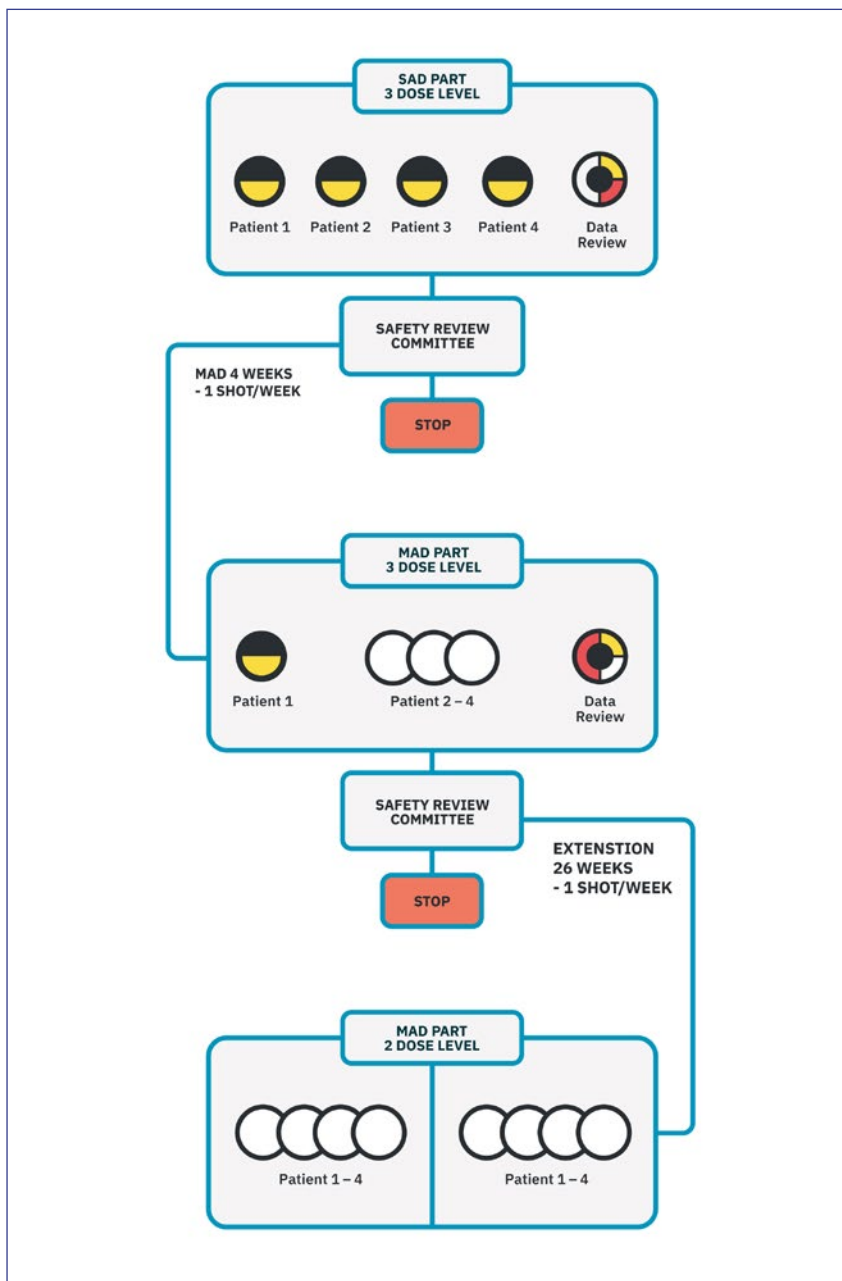 SAD PART
3 DOSE LEVEL
Patient 1
Patient 2
Patient 3
Patient 4
Data
Review
SAFETY REVIEW
COMMITTEE
MAD 4 WEEKS
- 1 SHOT/WEEK
STOP
MAD PART
3 DOSE LEVEL
Patient 1
Patient 2 – 4
Data
Review
SAFETY REVIEW
COMMITTEE
EXTENSTION
26 WEEKS
- 1 SHOT/WEEK
STOP
MAD PART
2 DOSE LEVEL
Patient 1 – 4
Patient 1 – 4